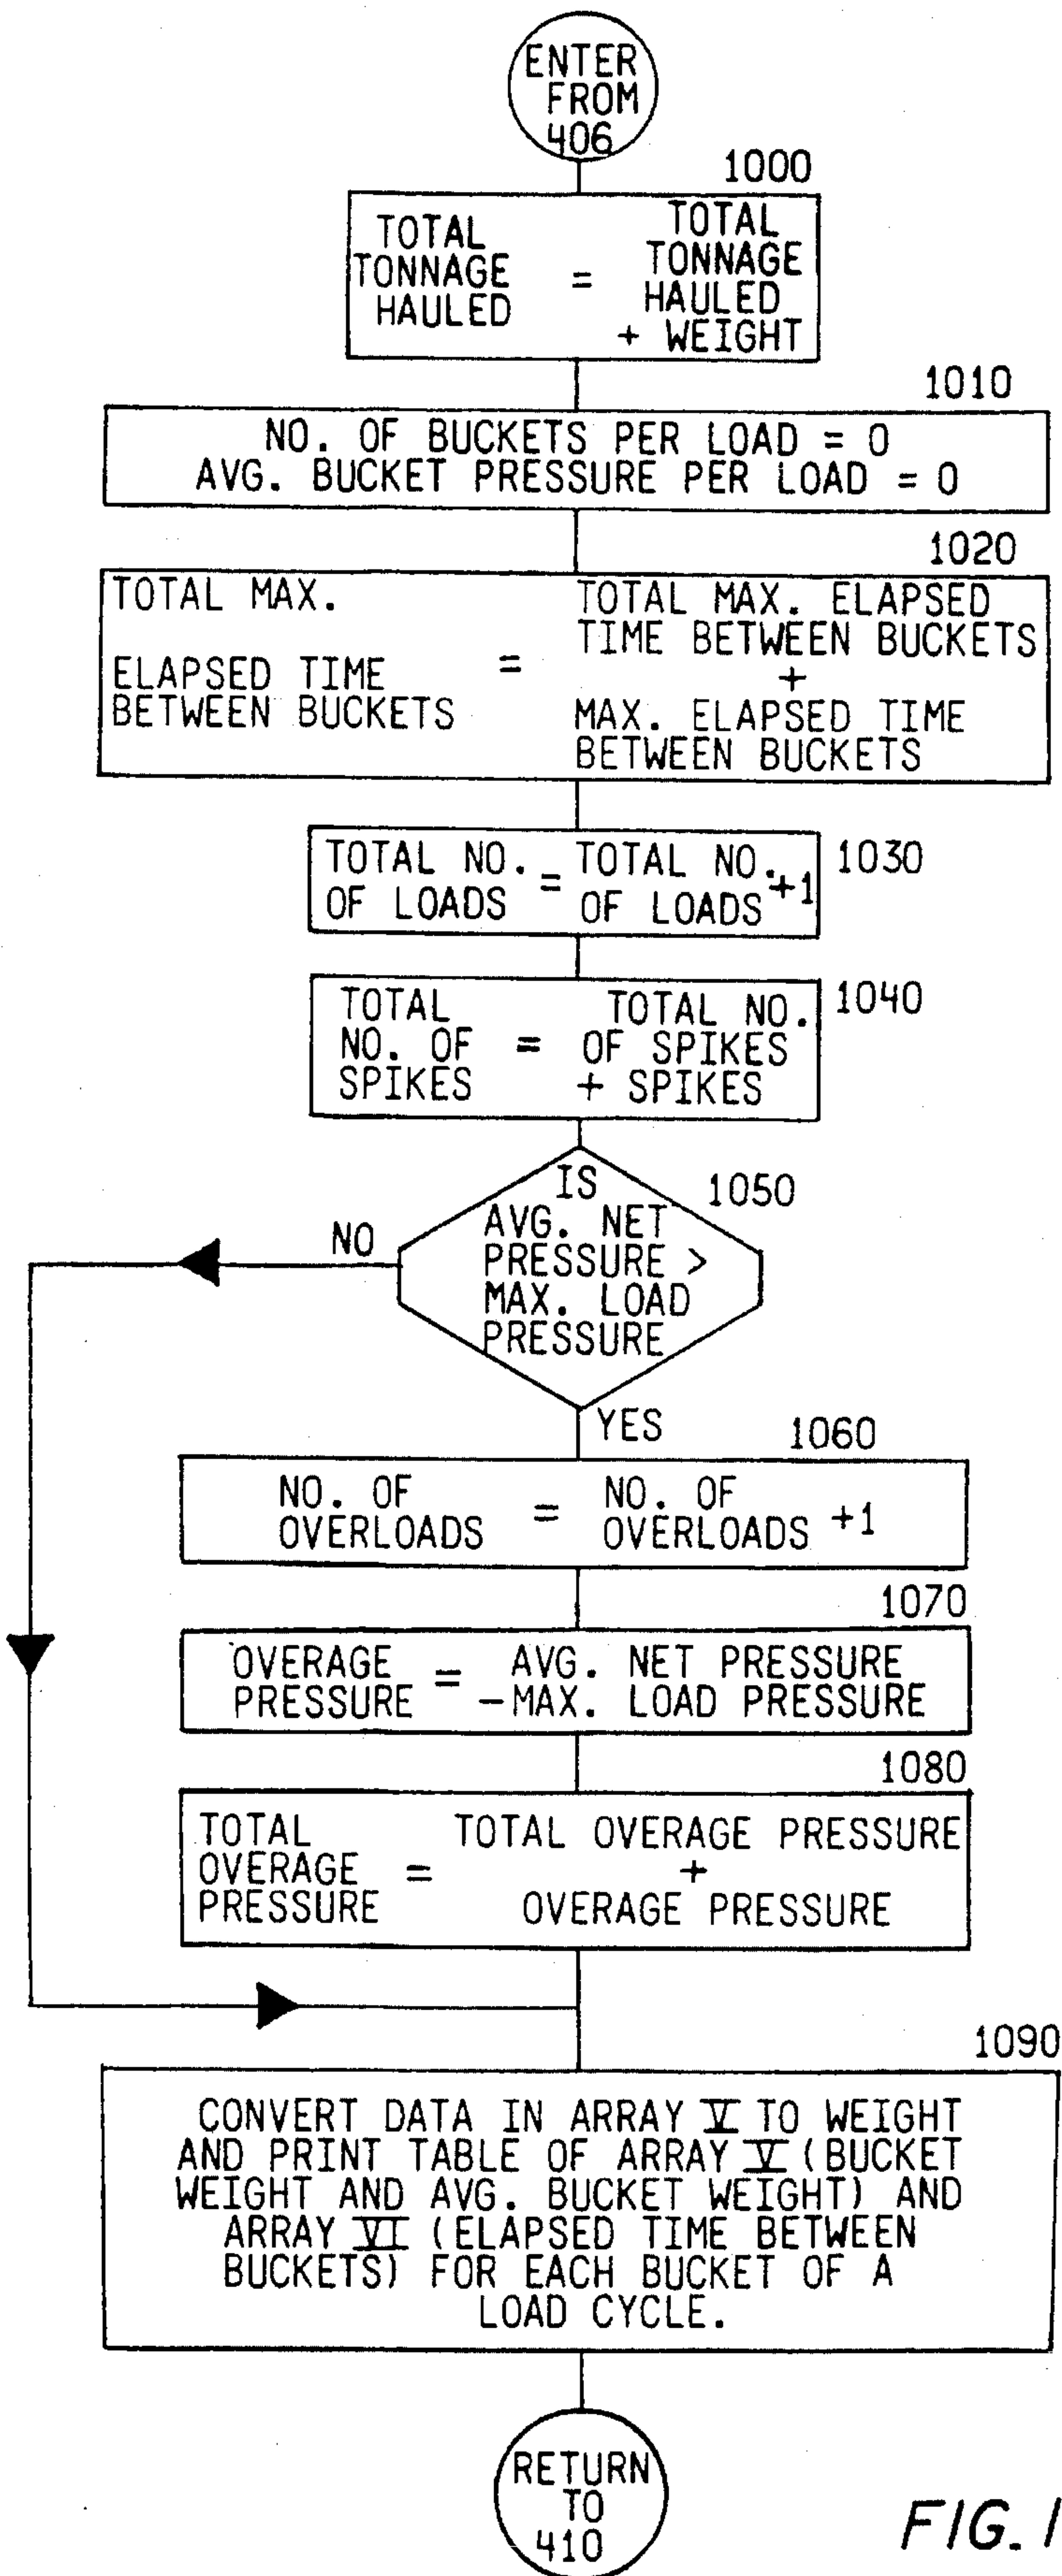 ENTER
FROM
406
1000
TOTAL
TONNAGE
HAULED
=
TOTAL
TONNAGE
HAULED
+ WEIGHT
1010
NO. OF BUCKETS PER LOAD = 0
AVG. BUCKET PRESSURE PER LOAD = 0
1020
TOTAL MAX.
ELAPSED TIME
BETWEEN BUCKETS
=
TOTAL MAX. ELAPSED
TIME BETWEEN BUCKETS
+
MAX. ELAPSED TIME
BETWEEN BUCKETS
1030
TOTAL NO.
OF LOADS
=
TOTAL NO.
OF LOADS
+1
1040
TOTAL
NO. OF
SPIKES
=
TOTAL NO.
OF SPIKES
+ SPIKES
1050
IS
AVG. NET
PRESSURE >
MAX. LOAD
PRESSURE
NO
YES
1060
NO. OF
OVERLOADS
=
NO. OF
OVERLOADS
+1
1070
OVERAGE
PRESSURE
=
AVG. NET PRESSURE
-MAX. LOAD PRESSURE
1080
TOTAL
OVERAGE
PRESSURE
=
TOTAL OVERAGE PRESSURE
+
OVERAGE PRESSURE
1090
CONVERT DATA IN ARRAY V TO WEIGHT
AND PRINT TABLE OF ARRAY V (BUCKET
WEIGHT AND AVG. BUCKET WEIGHT) AND
ARRAY VI (ELAPSED TIME BETWEEN
BUCKETS) FOR EACH BUCKET OF A
LOAD CYCLE.
RETURN
TO
410
FIG. 1